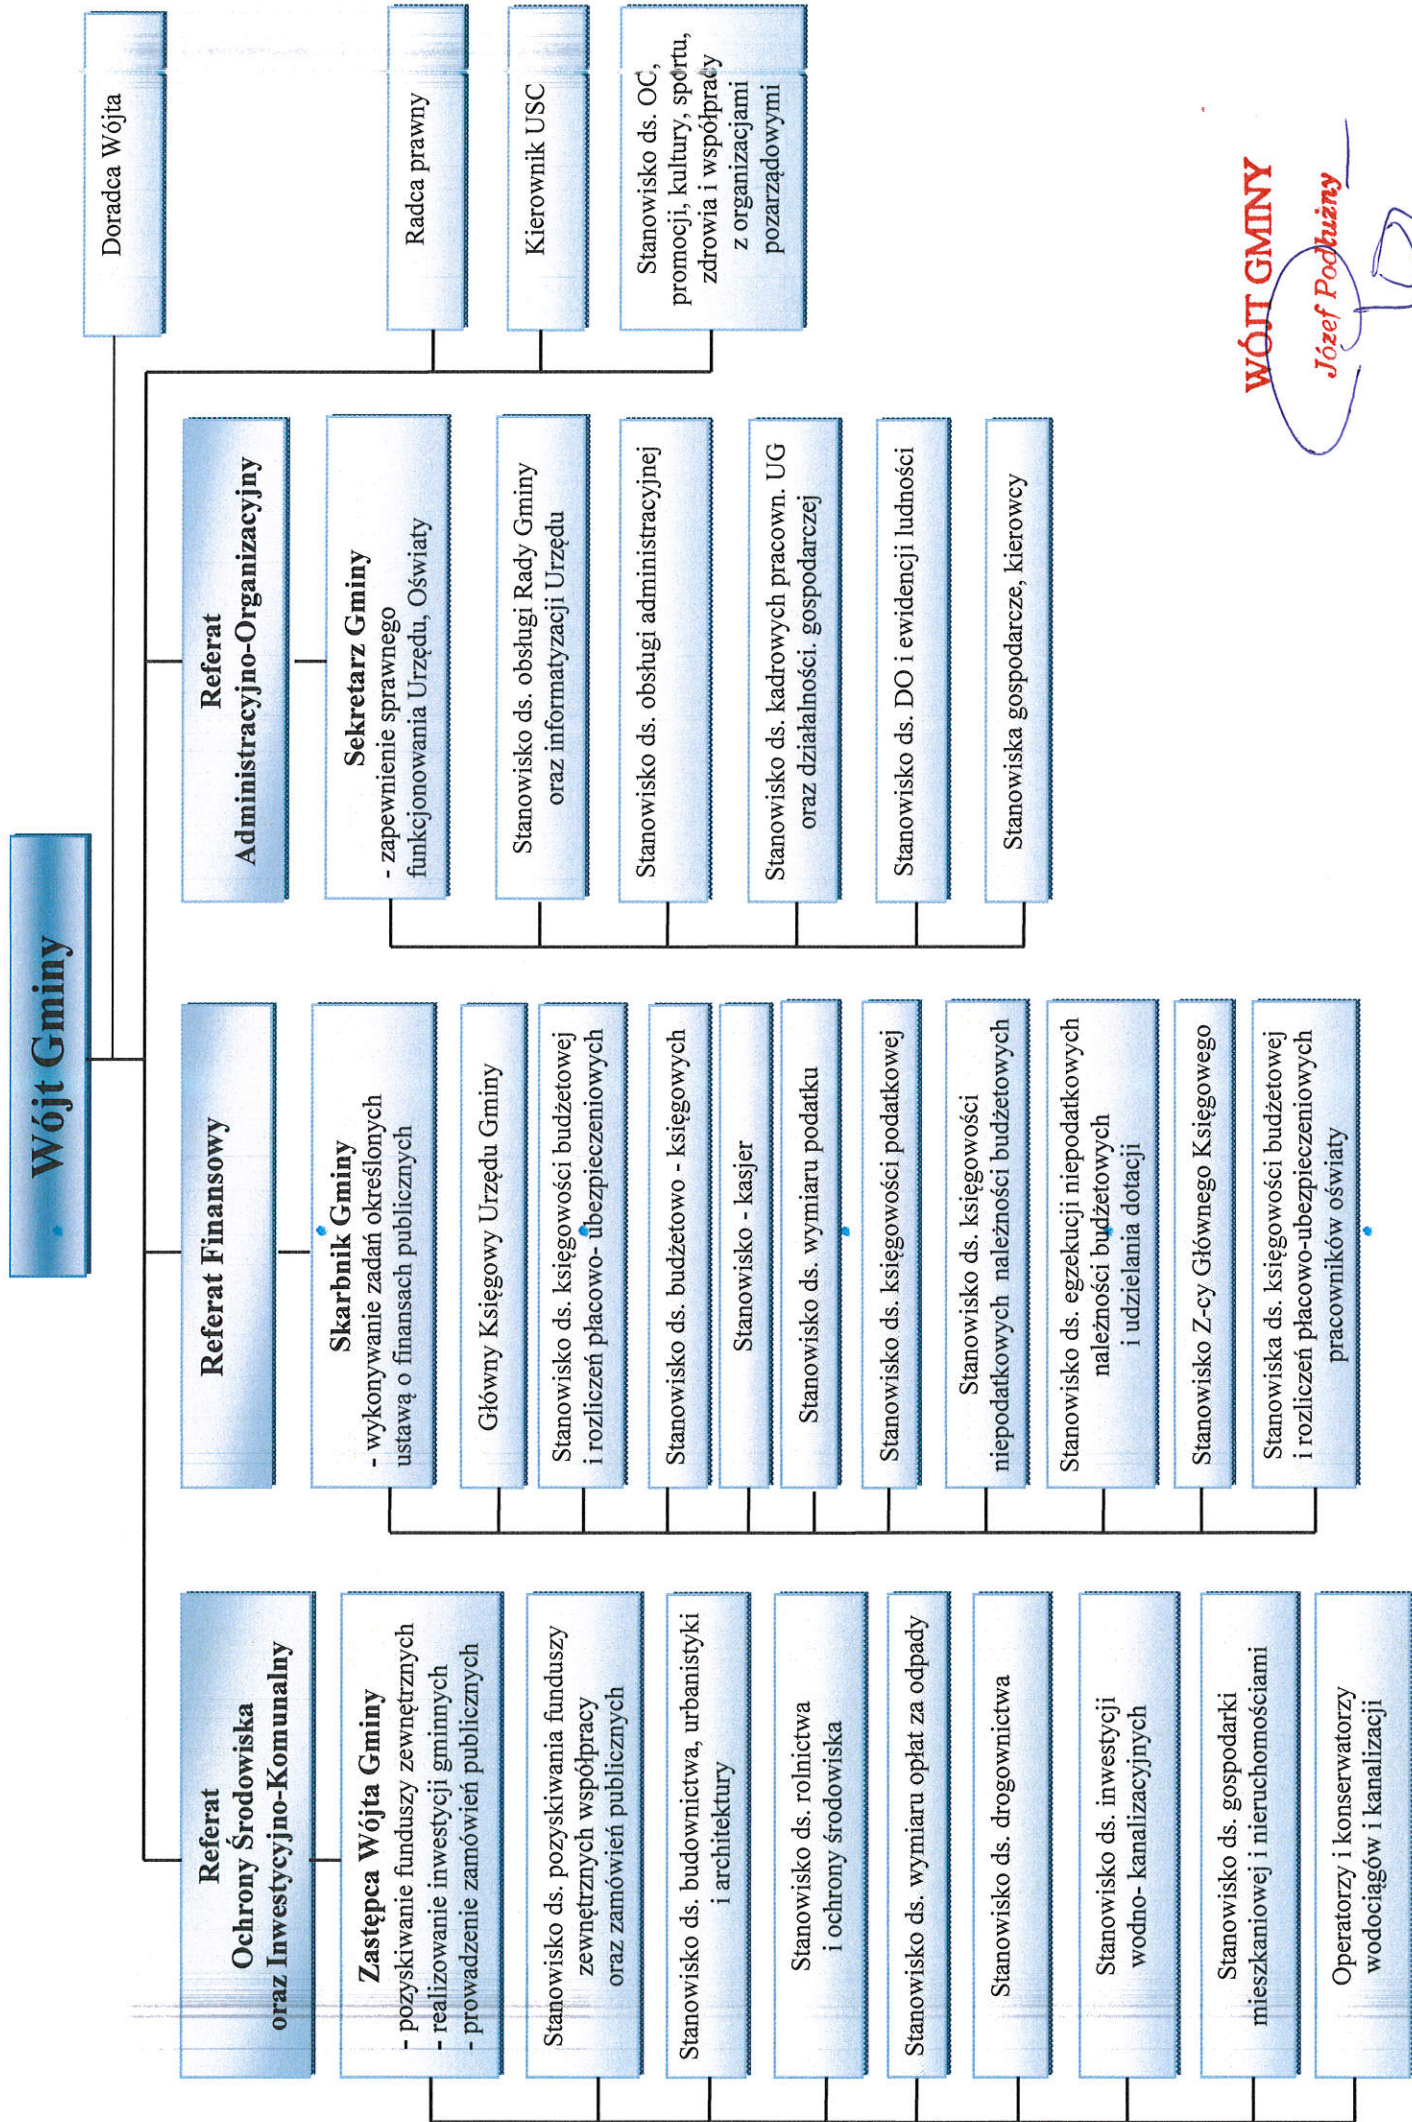 Wójt Gminy
Doradca Wójta
Referat
Ochrony Środowiska
oraz Inwestycyjno-Komunalny
Zastępca Wójta Gminy
- pozyskiwanie funduszy zewnętrznych
- realizowanie inwestycji gminnych
- prowadzenie zamówień publicznych
Stanowisko ds. pozyskiwania funduszy
zewnętrznych współpracy
oraz zamówień publicznych
Stanowisko ds. budownictwa, urbanistyki
i architektury
Stanowisko ds. rolnictwa
i ochrony środowiska
Stanowisko ds. wymiaru opłat za odpady
Stanowisko ds. drogownictwa
Stanowisko ds. inwestycji
wodno- kanalizacyjnych
Stanowisko ds. gospodarki
mieszkaniowej i nieruchomościami
Operatorzy i konserwatorzy
wodociągów i kanalizacji
Referat Finansowy
Skarbnik Gminy
- wykonywanie zadań określonych
ustawą o finansach publicznych
Główny Księgowy Urzędu Gminy
Stanowisko ds. księgowości budżetowej
i rozliczeń płacowo- ubezpieczeniowych
Stanowisko ds. budżetowo - księgowych
Stanowisko - kasjer
Stanowisko ds. wymiaru podatku
Stanowisko ds. księgowości podatkowej
Stanowisko ds. księgowości
niepodatkowych należności budżetowych
Stanowisko ds. egzekucji niepodatkowych
należności budżetowych
i udzielania dotacji
Stanowisko Z-cy Głównego Księgowego
Stanowiska ds. księgowości budżetowej
i rozliczeń płacowo-ubezpieczeniowych
pracowników oświaty
Referat
Administracyjno-Organizacyjny
Sekretarz Gminy
- zapewnienie sprawnego
funkcjonowania Urzędu, Oświaty
Stanowisko ds. obsługi Rady Gminy
oraz informatyzacji Urzędu
Stanowisko ds. obsługi administracyjnej
Stanowisko ds. kadrowych pracown. UG
oraz działalności. gospodarczej
Stanowisko ds. DO i ewidencji ludności
Stanowiska gospodarcze, kierowcy
Radca prawny
Kierownik USC
Stanowisko ds. OC,
promocji, kultury, sportu,
zdrowia i współpracy
z organizacjami
pozarządowymi
WÓJT GMINY
Józef Podłużny